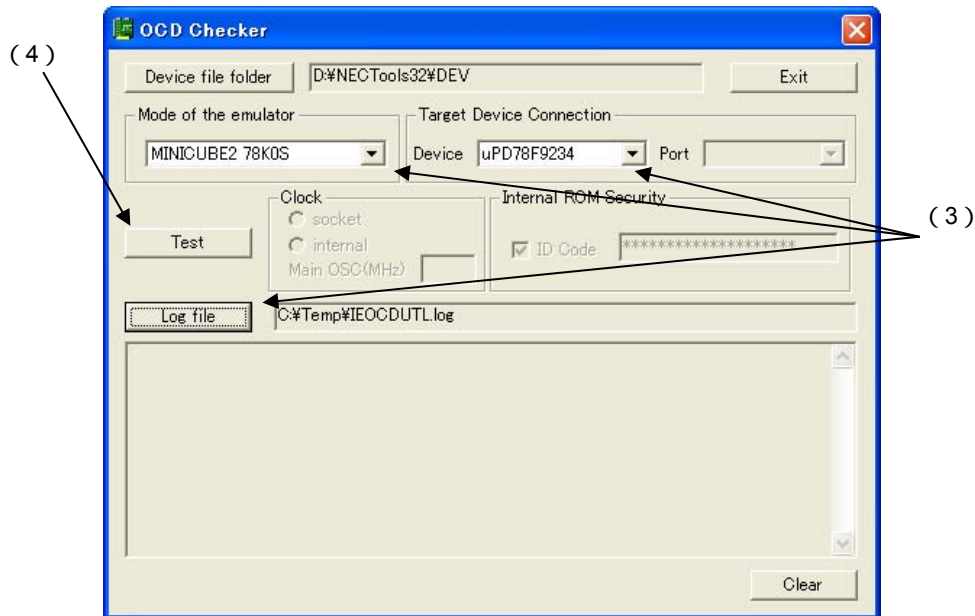 OCD Checker
(4)
Device file folder D:¥NECTools32¥DEV Exit
Mode of the emulator Target Device Connection
MINICUBE2 78K0S Device uPD78F9234 Port
Clock Internal ROM Security
socket
(3)
Test internal ID Code ********************
Main OSC(MHz)
Log file C:¥Temp¥IEOCDUTL.log
Clear